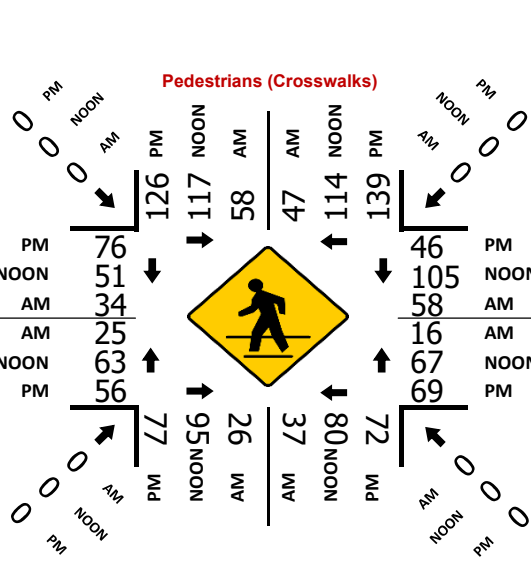 Pedestrians (Crosswalks)
PM NOON AM AM NOON PM
126 117 58 47 114 139
PM 0
NOON 0
AM 0
PM 0
NOON 0
AM 0
PM 76 46 PM
NOON 51 105 NOON
AM 34 58 AM
AM 25 16 AM
NOON 63 67 NOON
PM 56 69 PM
77 95 26 37 80 72
PM NOON AM AM NOON PM
0 AM
0 NOON
0 PM
0 AM
0 NOON
0 PM